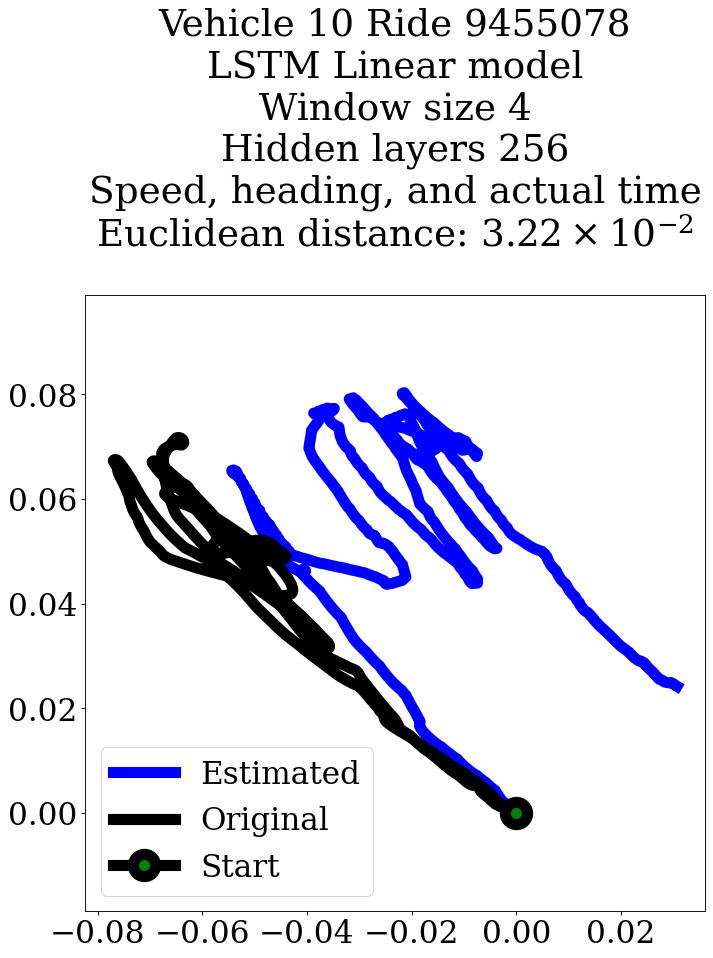 Vehicle 10 Ride 9455078
LSTM Linear model
Window size 4
Hidden layers 256
Speed, heading, and actual time
Euclidean distance: 3.22 × 10⁻²
0.08
0.06
0.04
0.02
0.00
Estimated
Original
Start
−0.08 −0.06 −0.04 −0.02 0.00 0.02